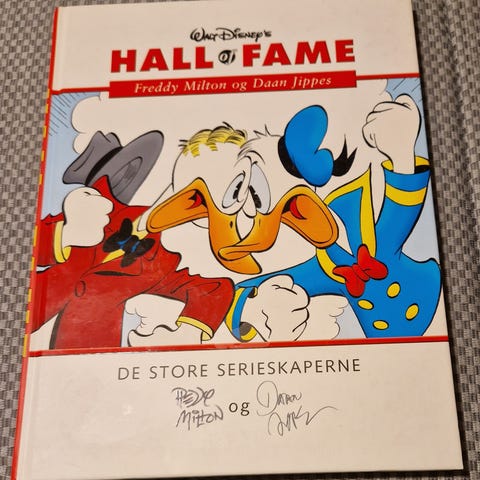 Walt Disney's
HALL of FAME
Freddy Milton og Daan Jippes
DE STORE SERIESKAPERNE
FREDDY MILTON og DAAN JIPPES